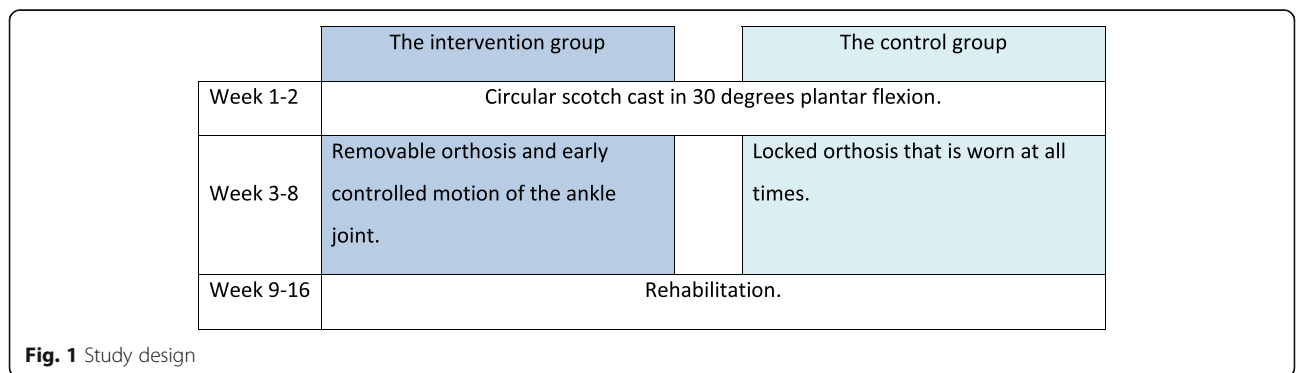 The intervention group
The control group
Week 1-2
Circular scotch cast in 30 degrees plantar flexion.
Week 3-8
Removable orthosis and early
controlled motion of the ankle
joint.
Locked orthosis that is worn at all
times.
Week 9-16
Rehabilitation.
Fig. 1 Study design